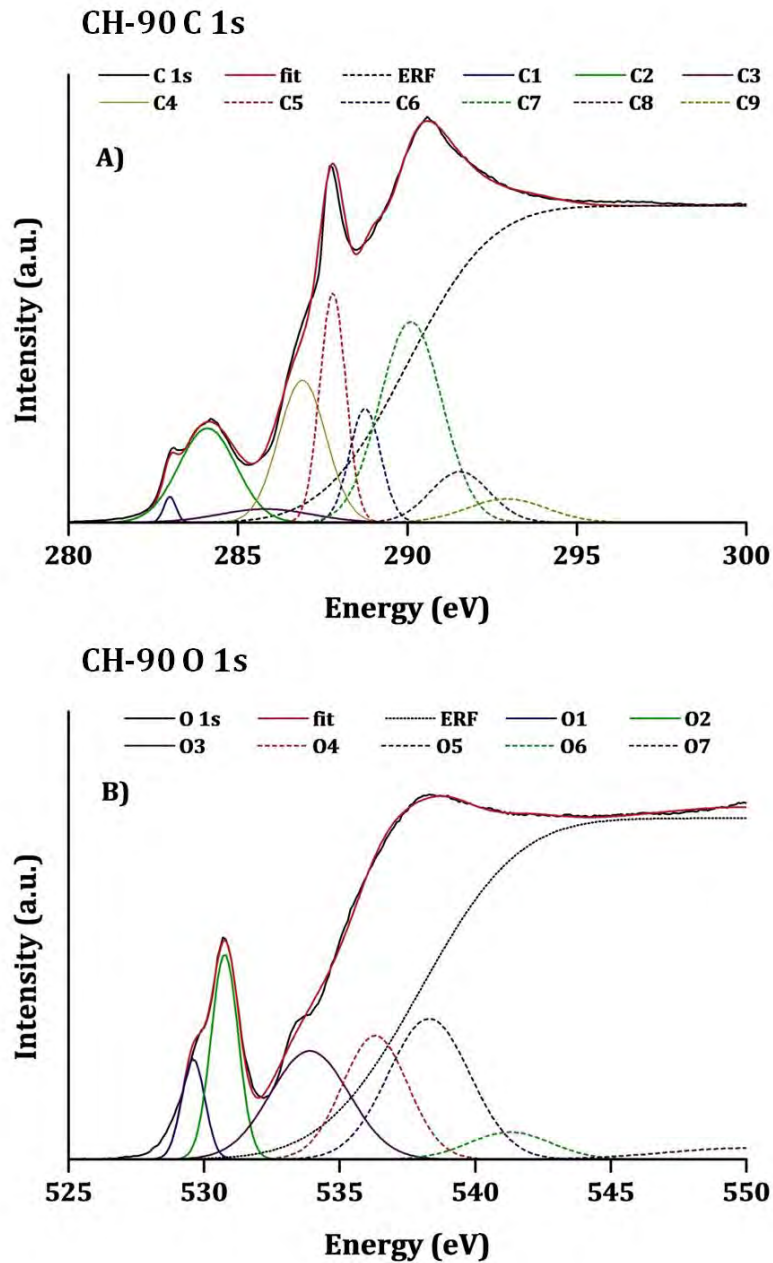 CH-90 C 1s
C 1s fit ERF C1 C2 C3
C4 C5 C6 C7 C8 C9
A)
Intensity (a.u.)
280 285 290 295 300
Energy (eV)
CH-90 O 1s
O 1s fit ERF O1 O2
O3 O4 O5 O6 O7
B)
Intensity (a.u.)
525 530 535 540 545 550
Energy (eV)